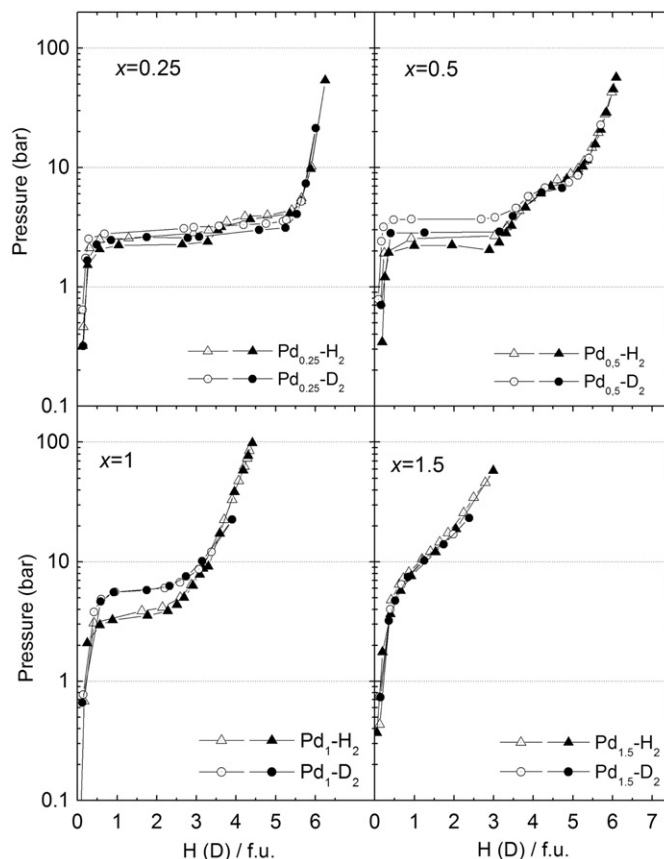 100
x=0.25
x=0.5
10
Pressure (bar)
1
Pd0.25-H2
Pd0.25-D2
Pd0,5-H2
Pd0,5-D2
0.1
100
x=1
x=1.5
10
Pressure (bar)
1
Pd1-H2
Pd1-D2
Pd1.5-H2
Pd1.5-D2
0.1
0 1 2 3 4 5 6 0 1 2 3 4 5 6 7
H (D) / f.u. H (D) / f.u.